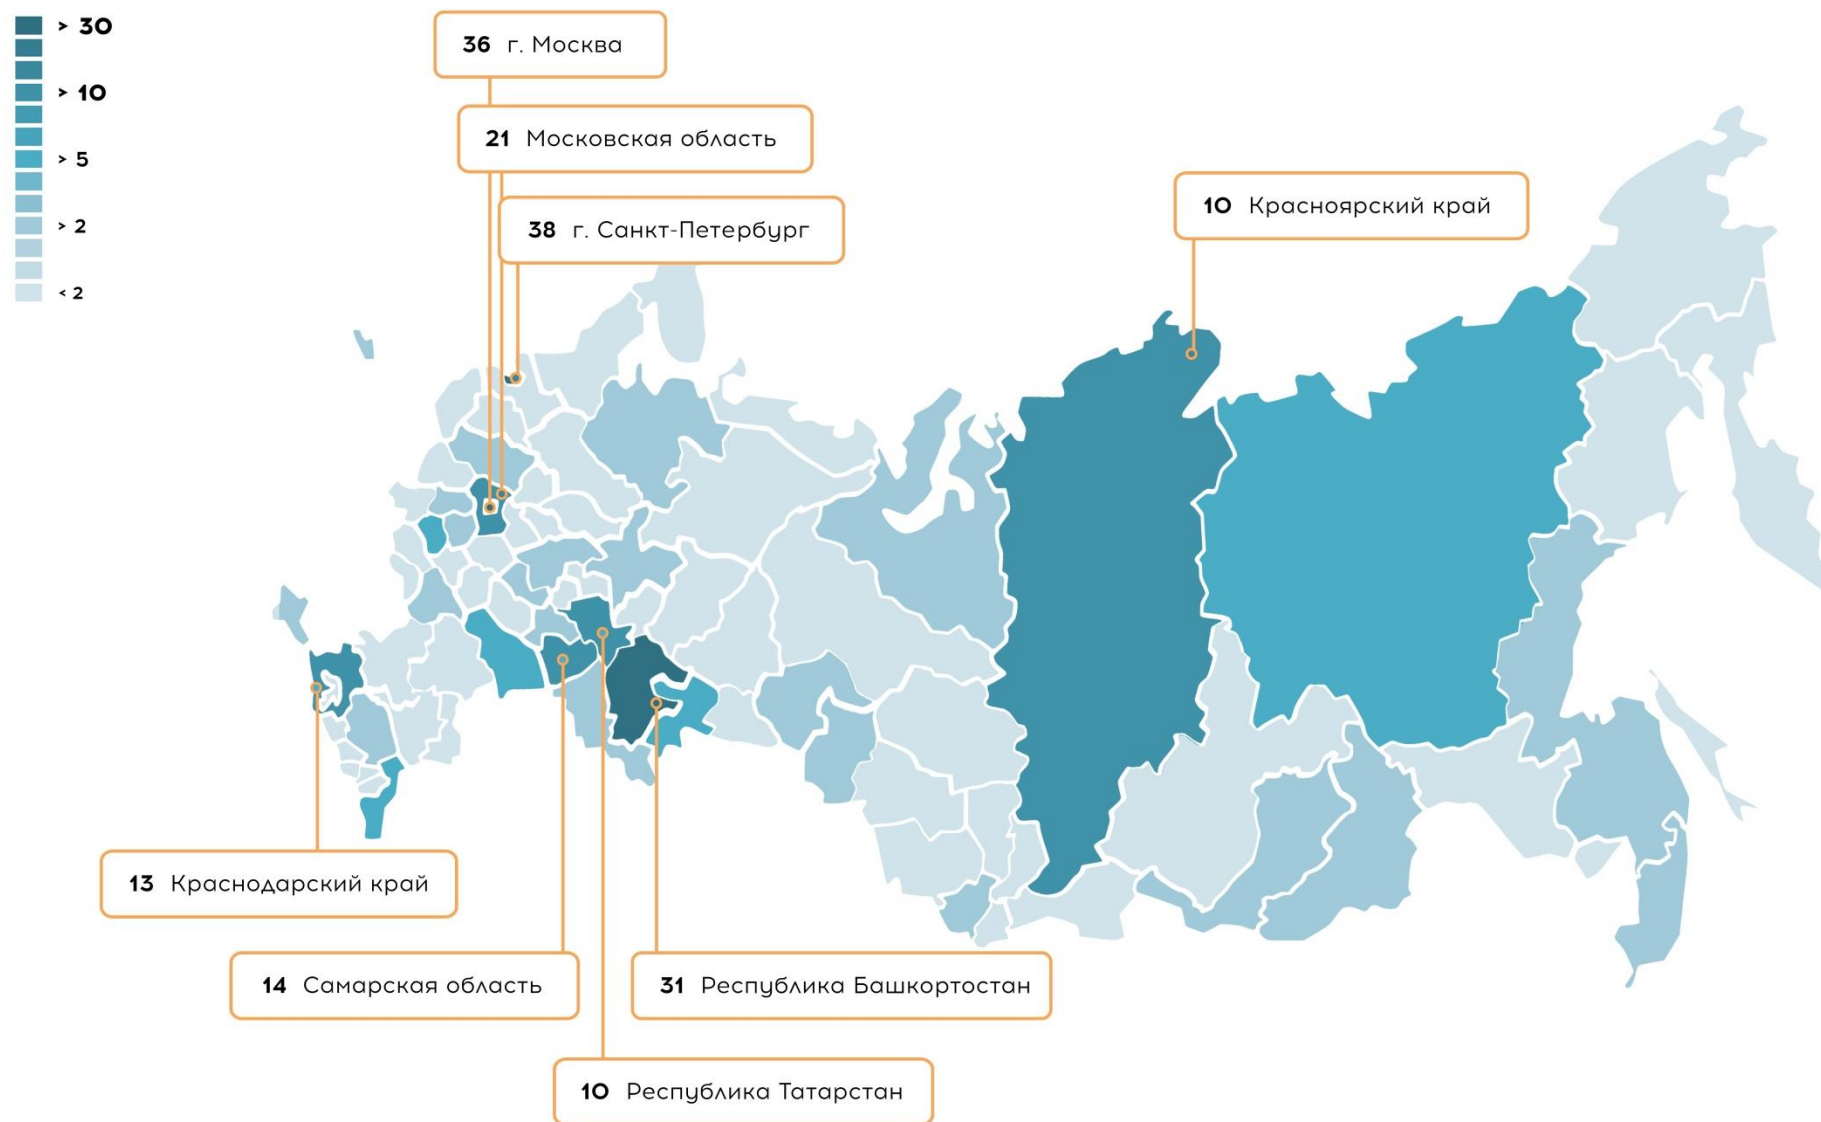 > 30
> 10
> 5
> 2
< 2
36 г. Москва
21 Московская область
38 г. Санкт-Петербург
10 Красноярский край
13 Краснодарский край
14 Самарская область
31 Республика Башкортостан
10 Республика Татарстан